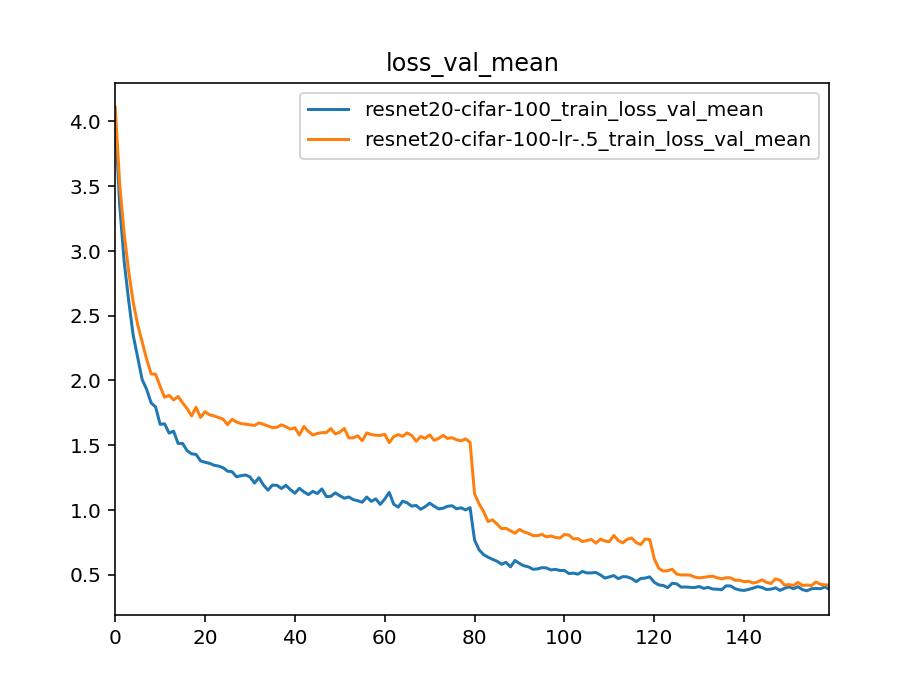 loss_val_mean
resnet20-cifar-100_train_loss_val_mean
resnet20-cifar-100-lr-.5_train_loss_val_mean
4.0
3.5
3.0
2.5
2.0
1.5
1.0
0.5
0 20 40 60 80 100 120 140